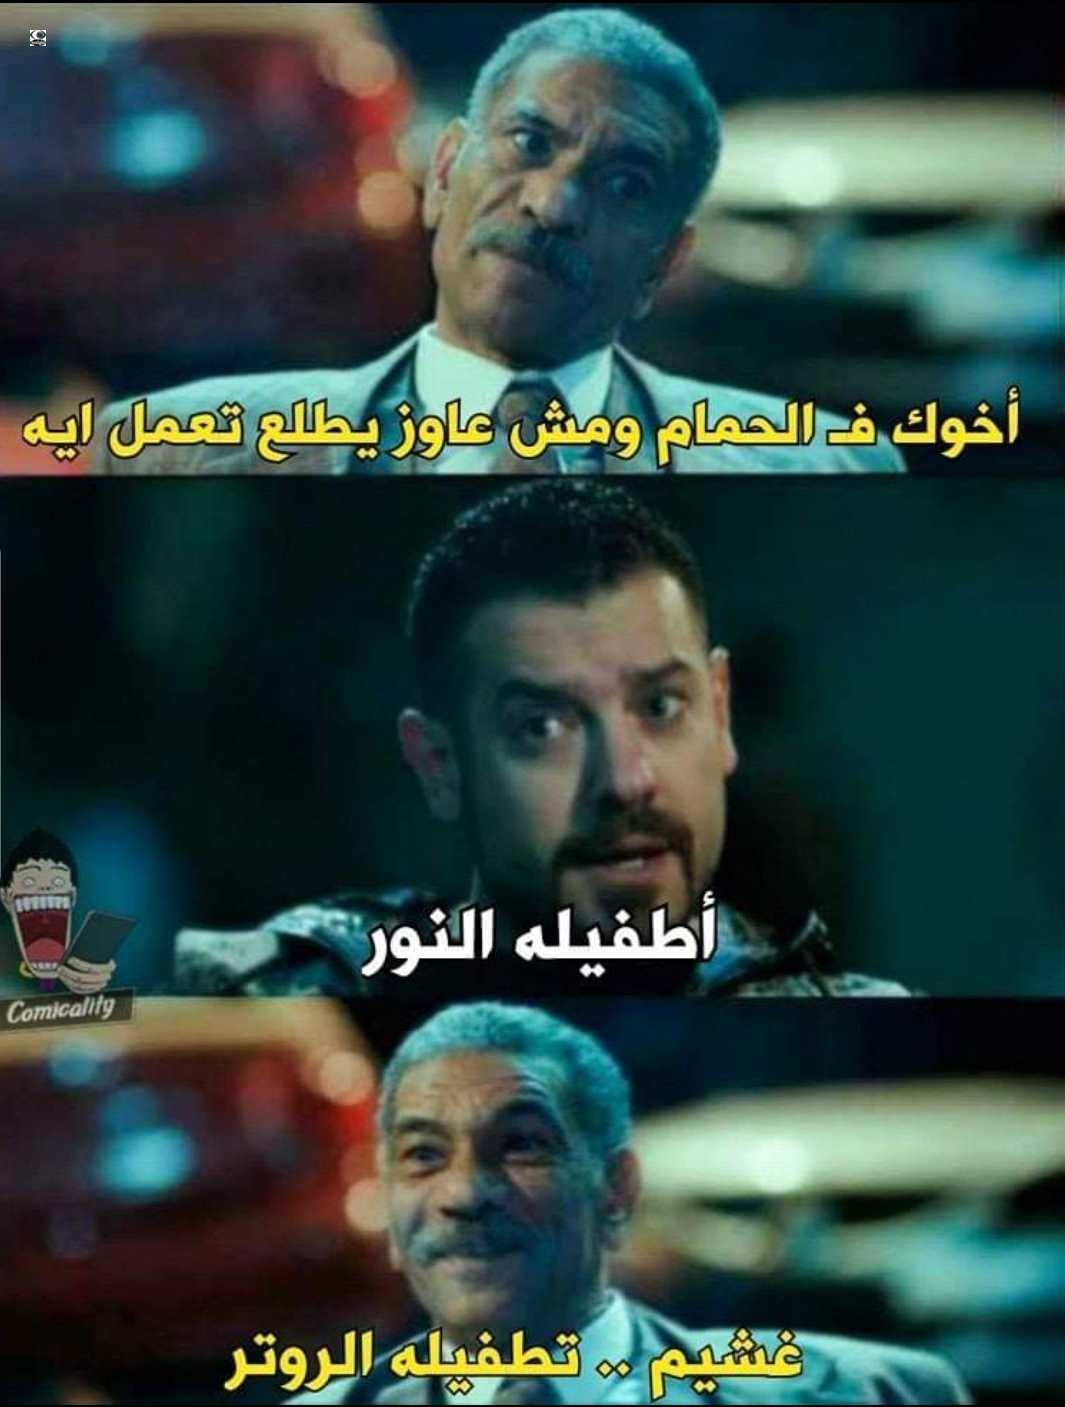 أخوك فـ الحمام ومش عاوز يطلع تعمل ايه
أطفيله النور
Comicality
غشيم .. تطفيله الروتر